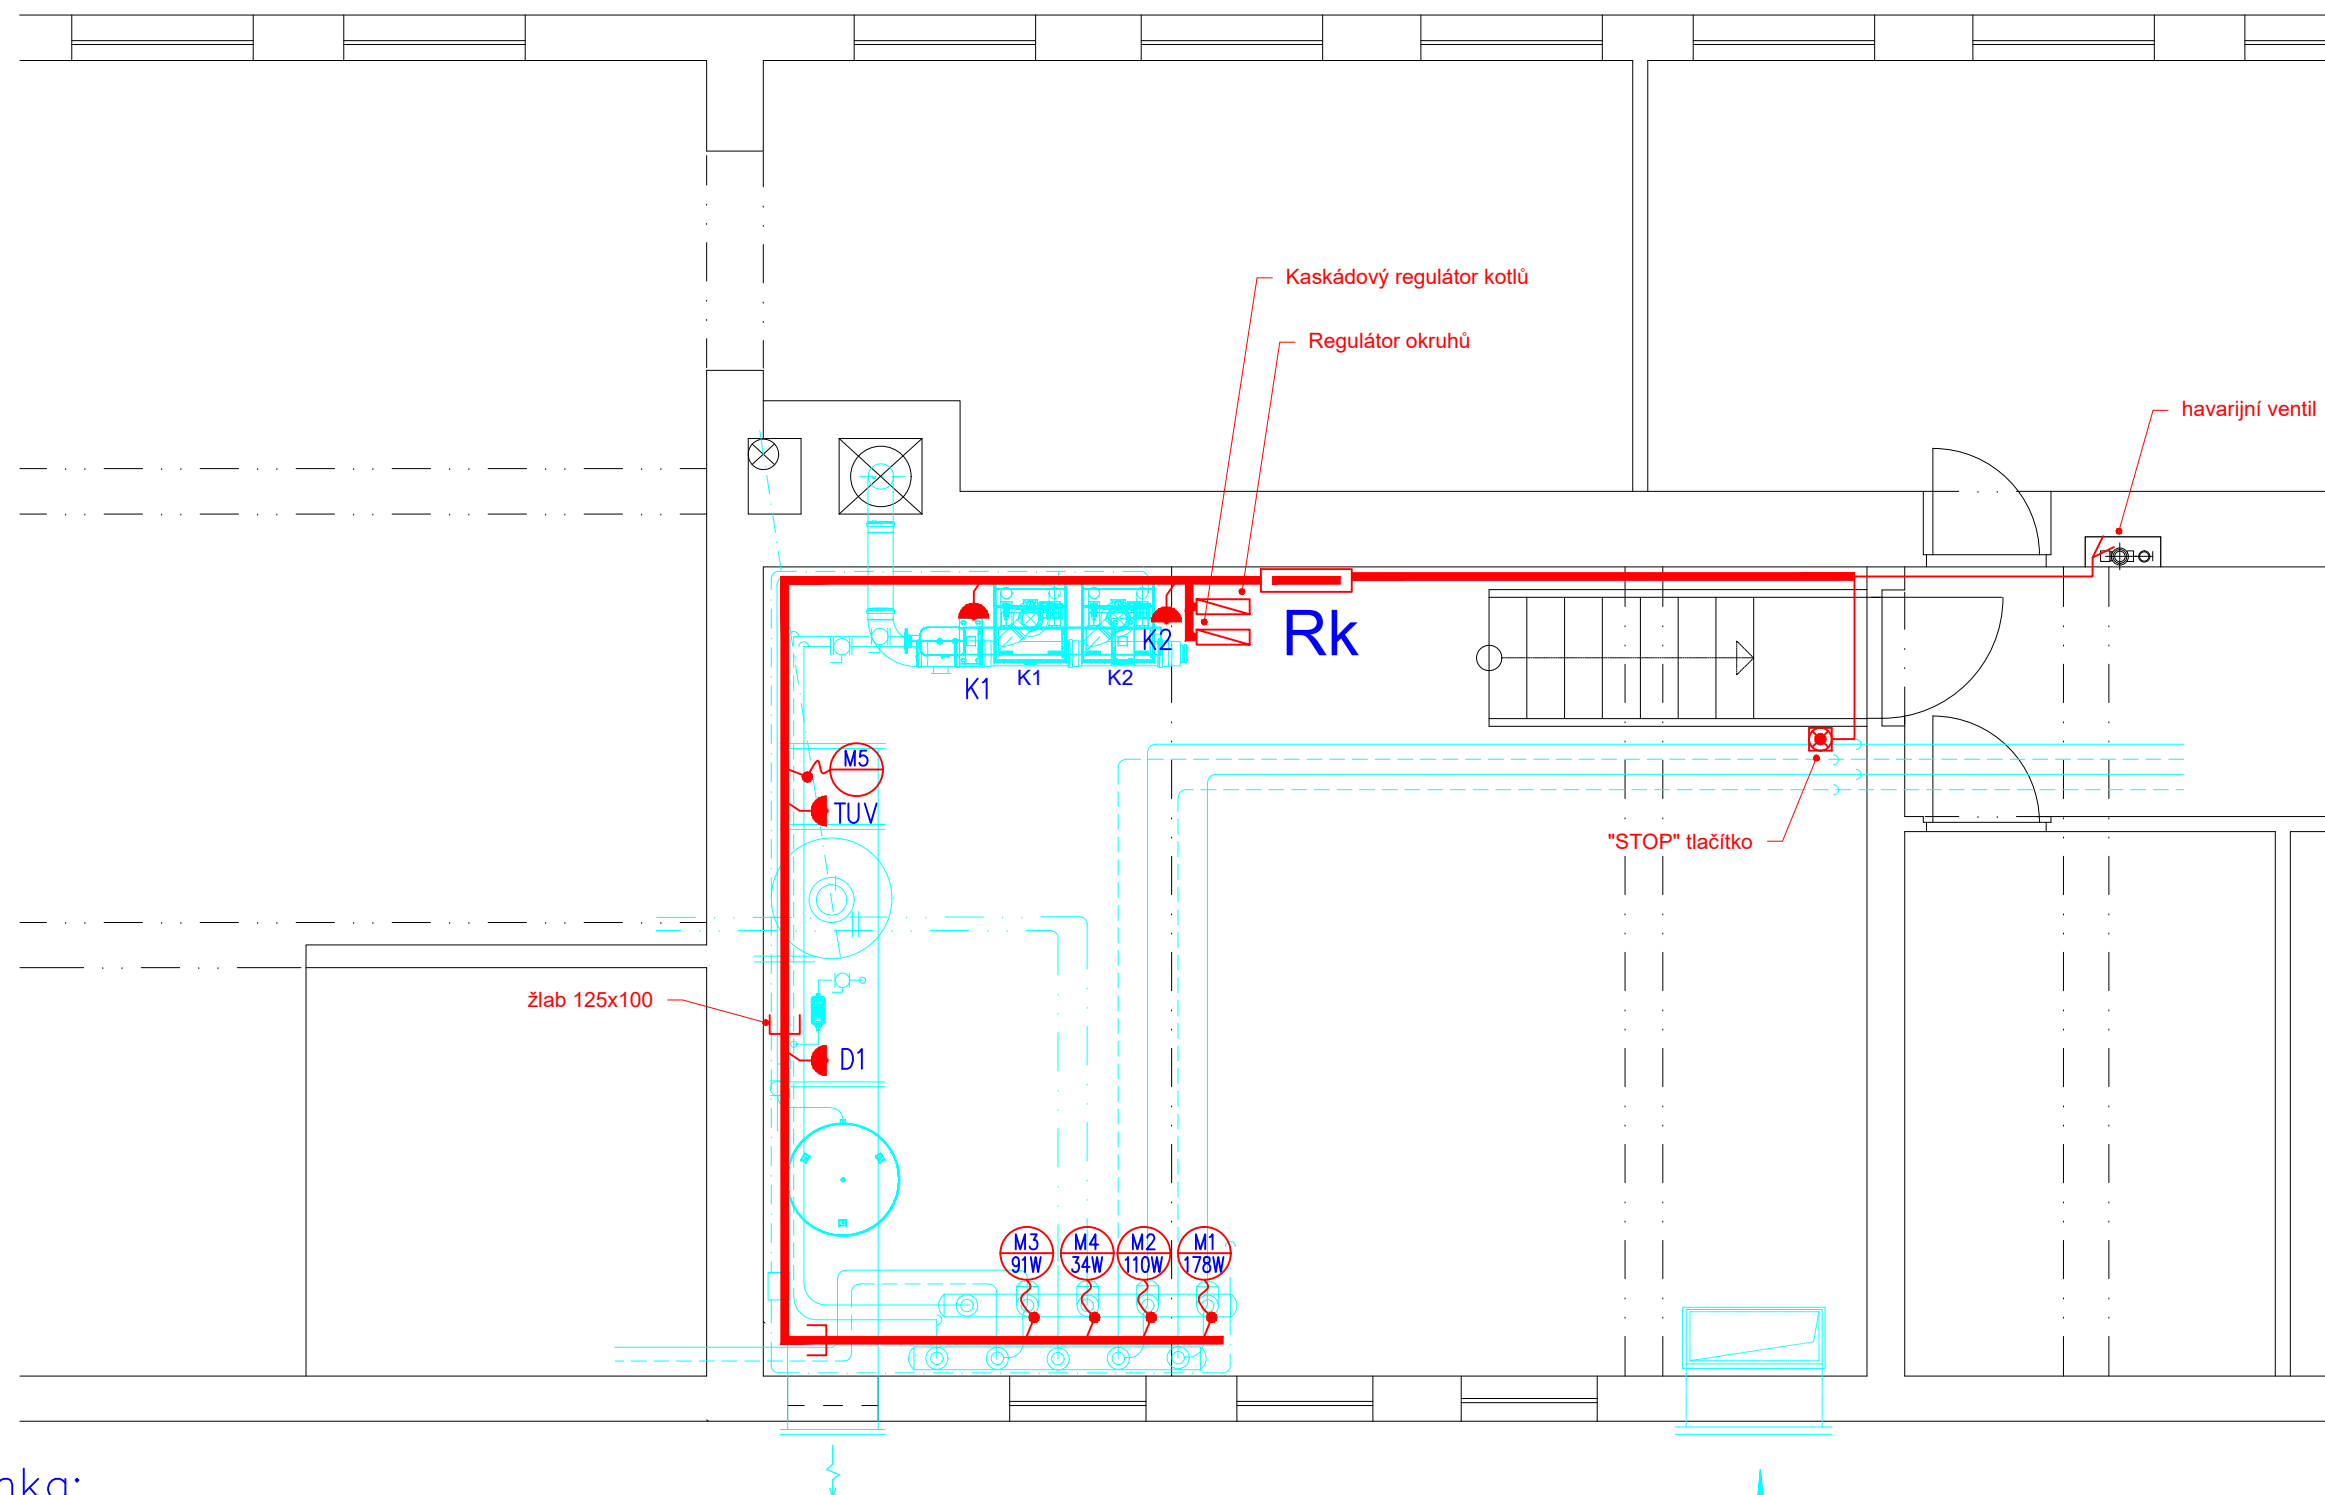 Kaskádový regulátor kotlů
Regulátor okruhů
havarijní ventil
Rk
K2
K1
K1
K2
M5
TUV
"STOP" tlačítko
žlab 125x100
D1
M3
91W
M4
34W
M2
110W
M1
178W